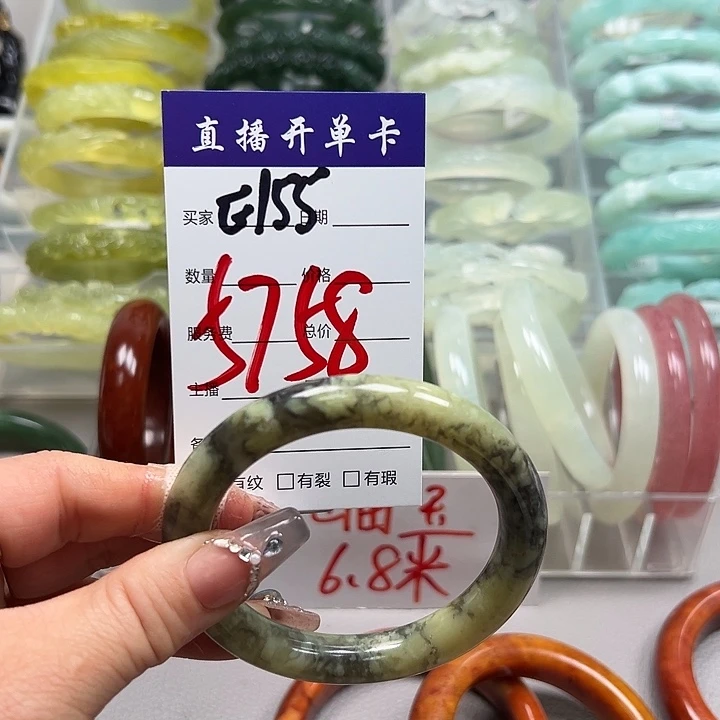 直播开单卡
买家 G155 日期
数量 价格
5758
服务费 总价
主播
名
有纹 □有裂 □有瑕
6.8米